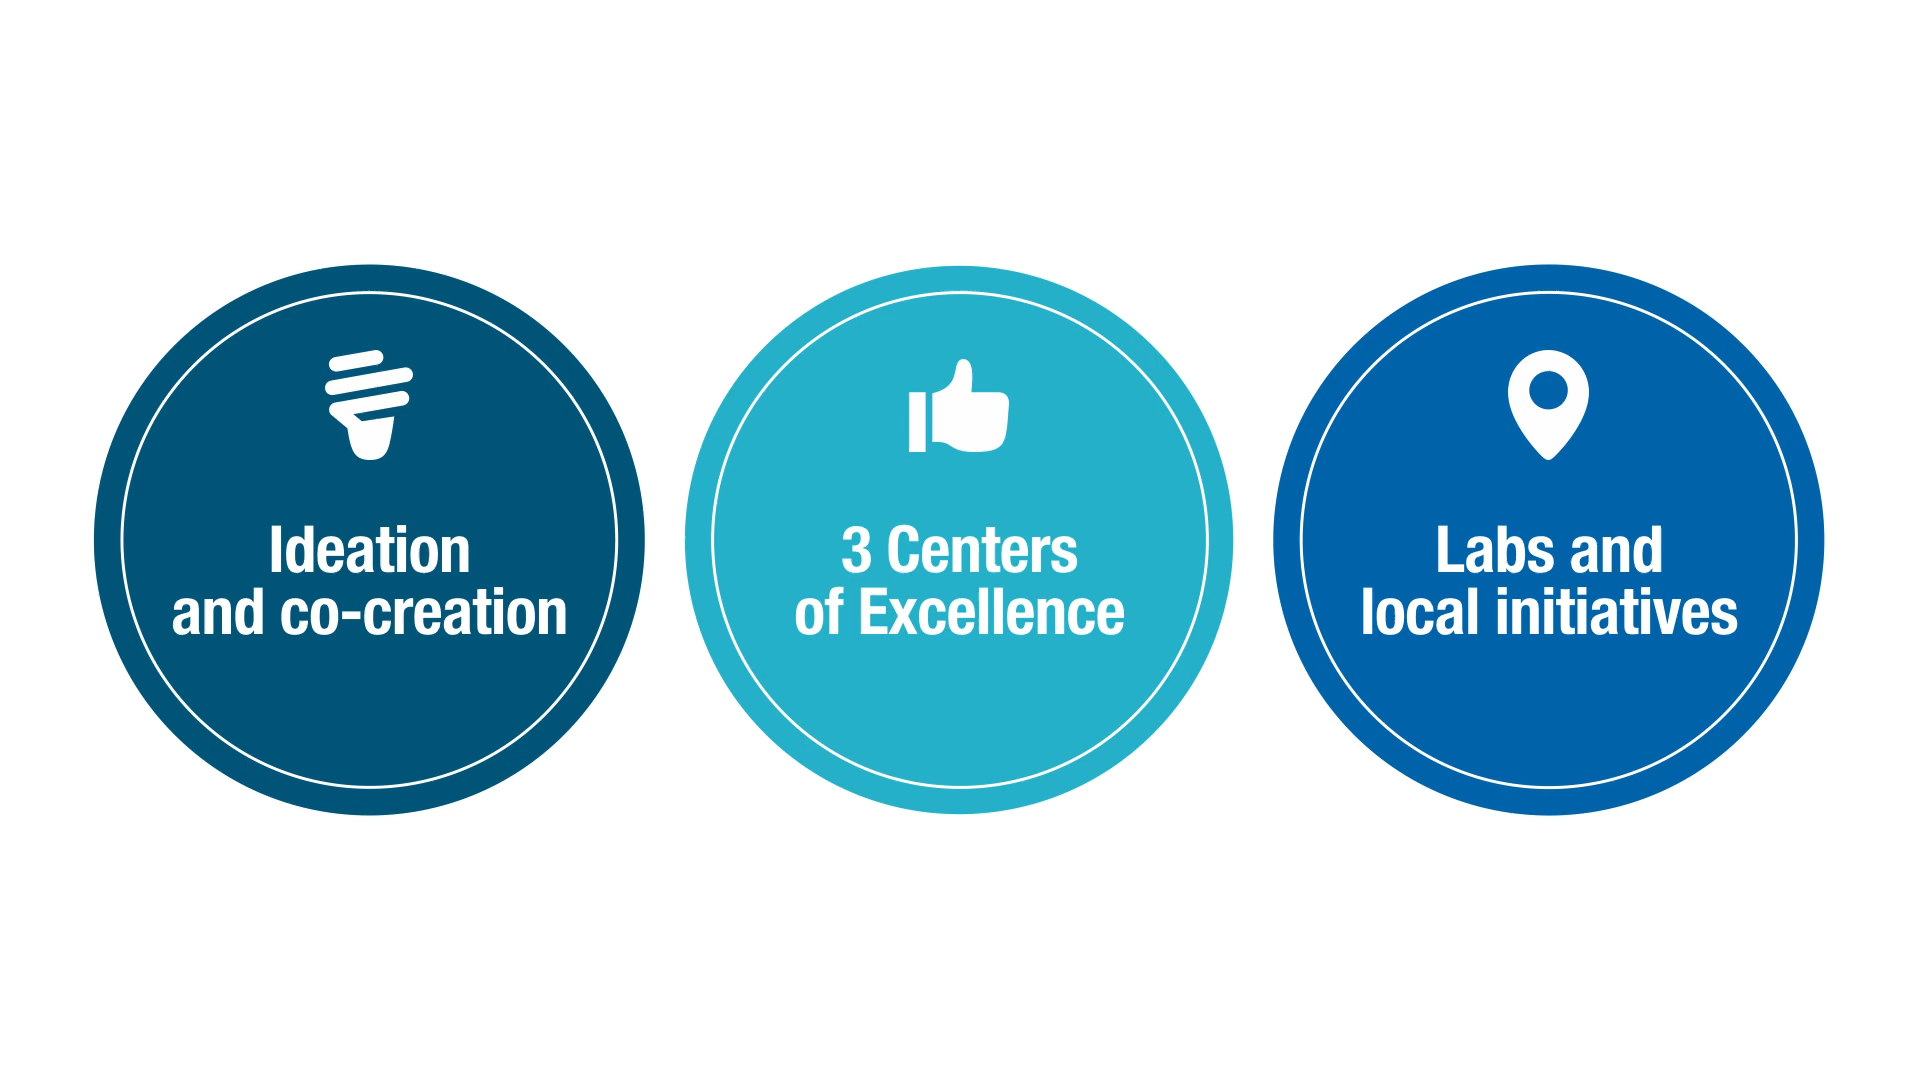 Ideation
and co-creation
3 Centers
of Excellence
Labs and
local initiatives